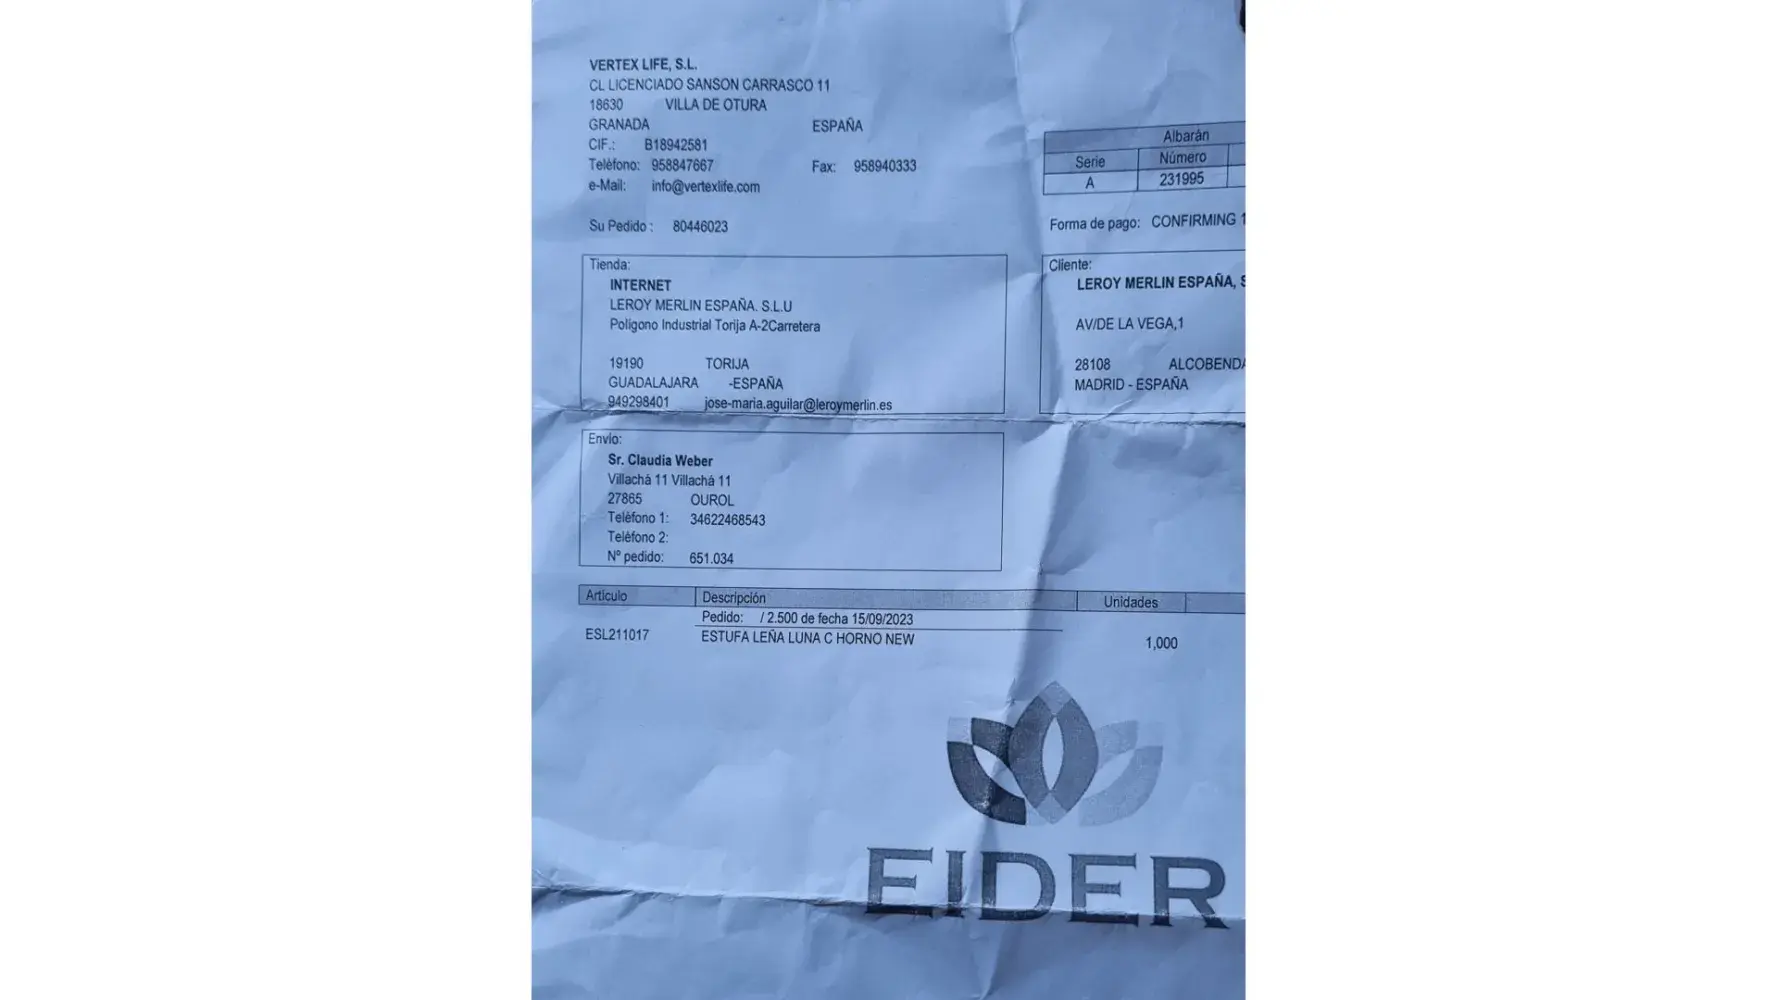 VERTEX LIFE, S.L.
CL LICENCIADO SANSON CARRASCO 11
18630 VILLA DE OTURA
GRANADA ESPAÑA
CIF.: B18942581
Teléfono: 958847667 Fax: 958940333
e-Mail: info@vertexlife.com
Albarán
Serie Número
A 231995
Su Pedido : 80446023
Forma de pago: CONFIRMING 1
Tienda:
INTERNET
LEROY MERLIN ESPAÑA. S.L.U
Polígono Industrial Torija A-2Carretera
19190 TORIJA
GUADALAJARA -ESPAÑA
949298401 jose-maria.aguilar@leroymerlin.es
Cliente:
LEROY MERLIN ESPAÑA, S
AV/DE LA VEGA,1
28108 ALCOBENDA
MADRID - ESPAÑA
Envío:
Sr. Claudia Weber
Villachá 11 Villachá 11
27865 OUROL
Teléfono 1: 34622468543
Teléfono 2:
Nº pedido: 651.034
Artículo Descripción Unidades
Pedido: / 2.500 de fecha 15/09/2023
ESL211017 ESTUFA LEÑA LUNA C HORNO NEW 1,000
EIDER